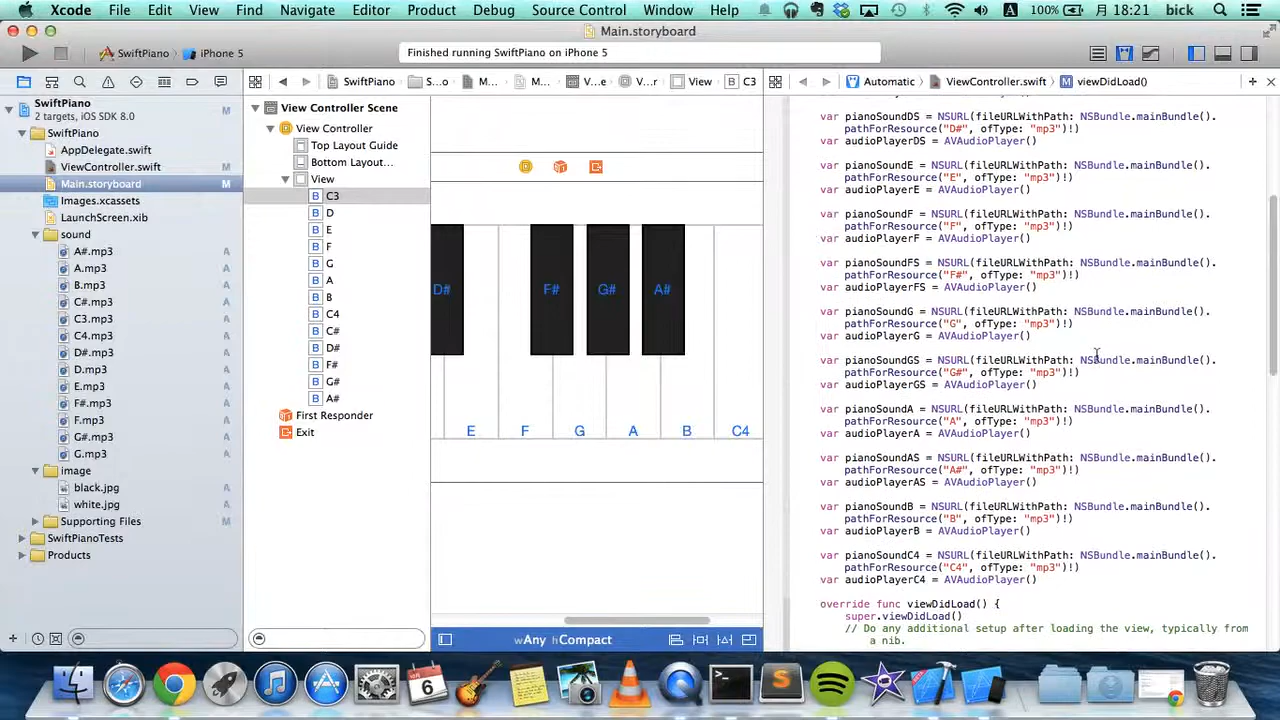 Xcode File Edit View Find Navigate Editor Product Debug Source Control Window Help 100% 月 18:21 bick
Main.storyboard
SwiftPiano iPhone 5 Finished running SwiftPiano on iPhone 5
SwiftPiano S...o M... M... V...e V...r View C3
Automatic ViewController.swift M viewDidLoad()
SwiftPiano M
2 targets, iOS SDK 8.0
SwiftPiano
AppDelegate.swift
ViewController.swift M
Main.storyboard M
Images.xcassets
LaunchScreen.xib
sound
A#.mp3 A
A.mp3 A
B.mp3 A
C#.mp3 A
C3.mp3 A
C4.mp3 A
D#.mp3 A
D.mp3 A
E.mp3 A
F#.mp3 A
F.mp3 A
G#.mp3 A
G.mp3 A
image
black.jpg A
white.jpg A
Supporting Files M
SwiftPianoTests
Products
View Controller Scene
View Controller
Top Layout Guide
Bottom Layout...
View
B C3
B D
B E
B F
B G
B A
B B
B C4
B C#
B D#
B F#
B G#
B A#
First Responder
Exit
D# F# G# A#
E F G A B C4
wAny hCompact
var pianoSoundDS = NSURL(fileURLWithPath: NSBundle.mainBundle().
pathForResource("D#", ofType: "mp3")!)
var audioPlayerDS = AVAudioPlayer()
var pianoSoundE = NSURL(fileURLWithPath: NSBundle.mainBundle().
pathForResource("E", ofType: "mp3")!)
var audioPlayerE = AVAudioPlayer()
var pianoSoundF = NSURL(fileURLWithPath: NSBundle.mainBundle().
pathForResource("F", ofType: "mp3")!)
var audioPlayerF = AVAudioPlayer()
var pianoSoundFS = NSURL(fileURLWithPath: NSBundle.mainBundle().
pathForResource("F#", ofType: "mp3")!)
var audioPlayerFS = AVAudioPlayer()
var pianoSoundG = NSURL(fileURLWithPath: NSBundle.mainBundle().
pathForResource("G", ofType: "mp3")!)
var audioPlayerG = AVAudioPlayer()
var pianoSoundGS = NSURL(fileURLWithPath: NSBundle.mainBundle().
pathForResource("G#", ofType: "mp3")!)
var audioPlayerGS = AVAudioPlayer()
var pianoSoundA = NSURL(fileURLWithPath: NSBundle.mainBundle().
pathForResource("A", ofType: "mp3")!)
var audioPlayerA = AVAudioPlayer()
var pianoSoundAS = NSURL(fileURLWithPath: NSBundle.mainBundle().
pathForResource("A#", ofType: "mp3")!)
var audioPlayerAS = AVAudioPlayer()
var pianoSoundB = NSURL(fileURLWithPath: NSBundle.mainBundle().
pathForResource("B", ofType: "mp3")!)
var audioPlayerB = AVAudioPlayer()
var pianoSoundC4 = NSURL(fileURLWithPath: NSBundle.mainBundle().
pathForResource("C4", ofType: "mp3")!)
var audioPlayerC4 = AVAudioPlayer()
override func viewDidLoad() {
super.viewDidLoad()
// Do any additional setup after loading the view, typically from
a nib.
6